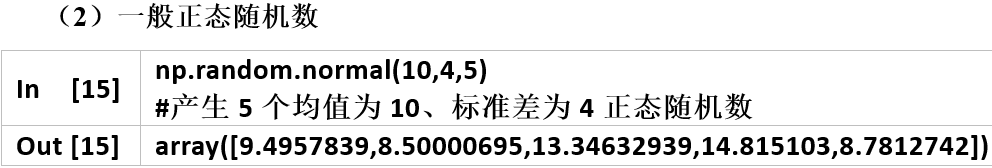 （2）一般正态随机数
In [15] np.random.normal(10,4,5)
#产生 5 个均值为 10、标准差为 4 正态随机数
Out [15] array([9.4957839,8.50000695,13.34632939,14.815103,8.7812742])